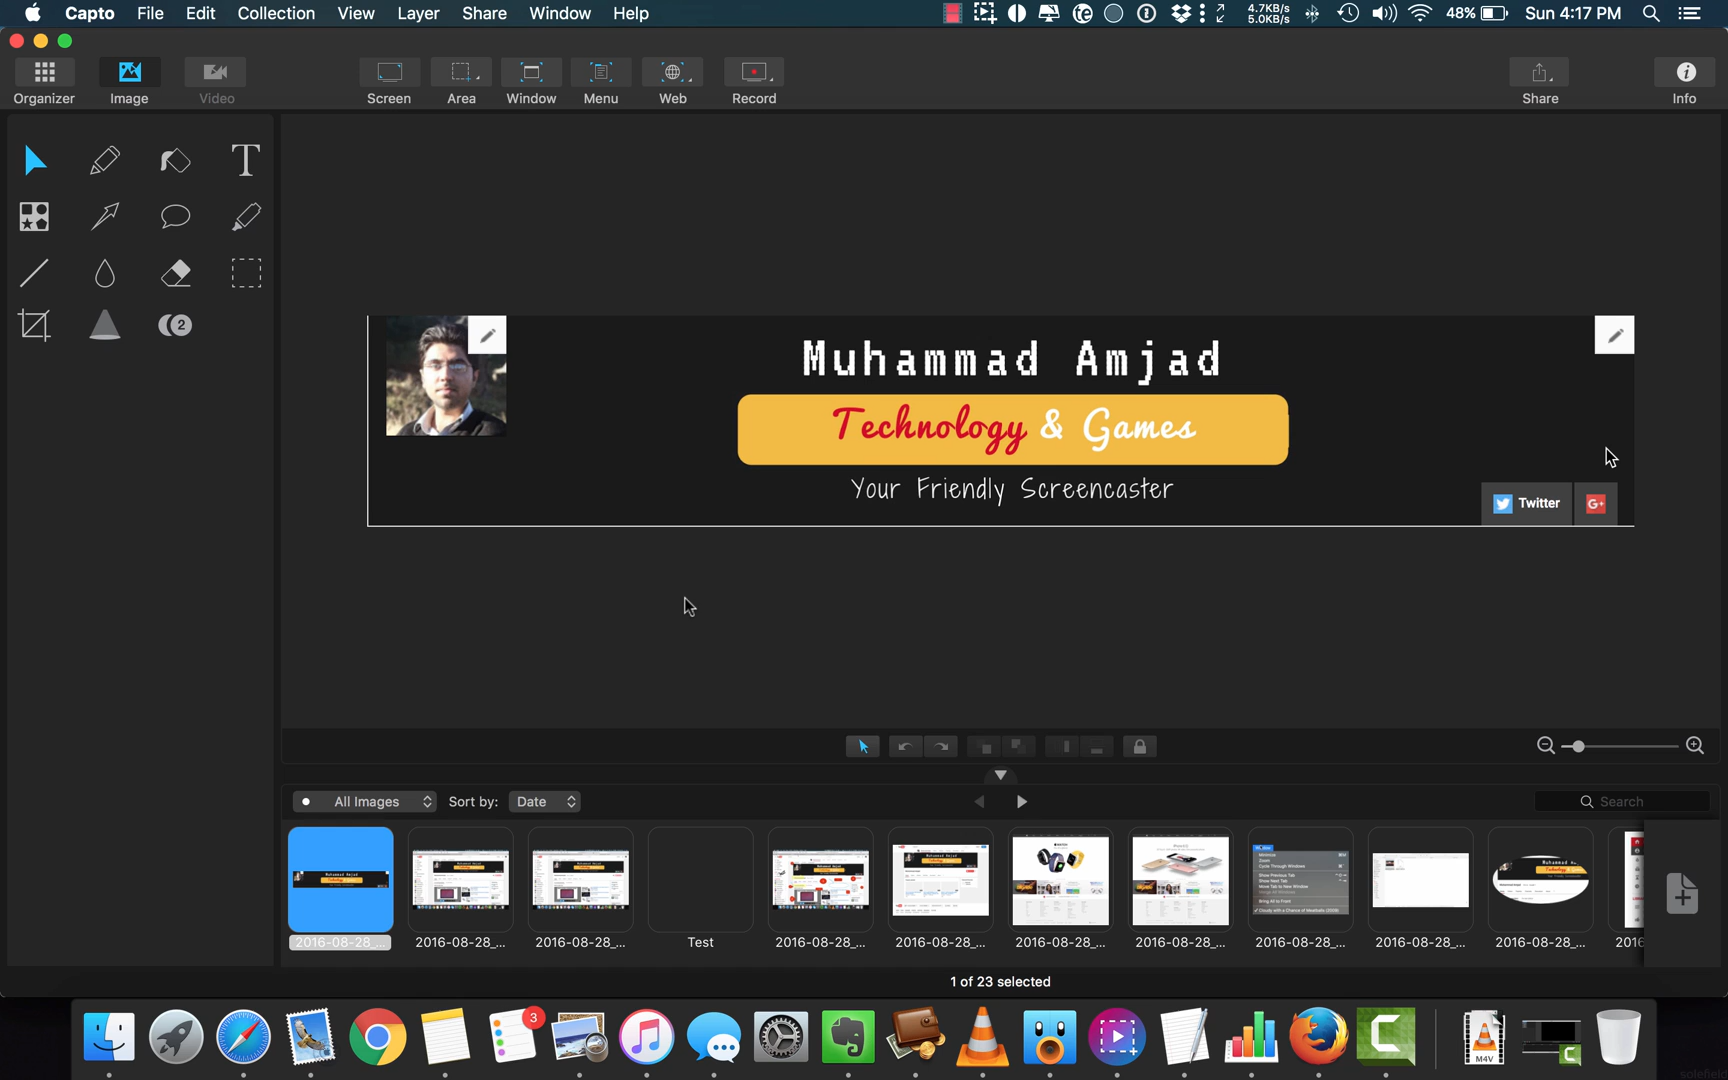 Capto File Edit Collection View Layer Share Window Help 4.7KB/s 5.0KB/s 48% Sun 4:17 PM
Organizer Image Video Screen Area Window Menu Web Record Share Info
T
2
Muhammad Amjad
Technology & Games
Your Friendly Screencaster
Twitter G+
All Images Sort by: Date Search
2016-08-28_... 2016-08-28_... 2016-08-28_... Test 2016-08-28_... 2016-08-28_... 2016-08-28_... 2016-08-28_... 2016-08-28_... 2016-08-28_... 2016-08-28_... 2016
1 of 23 selected
3
M4V